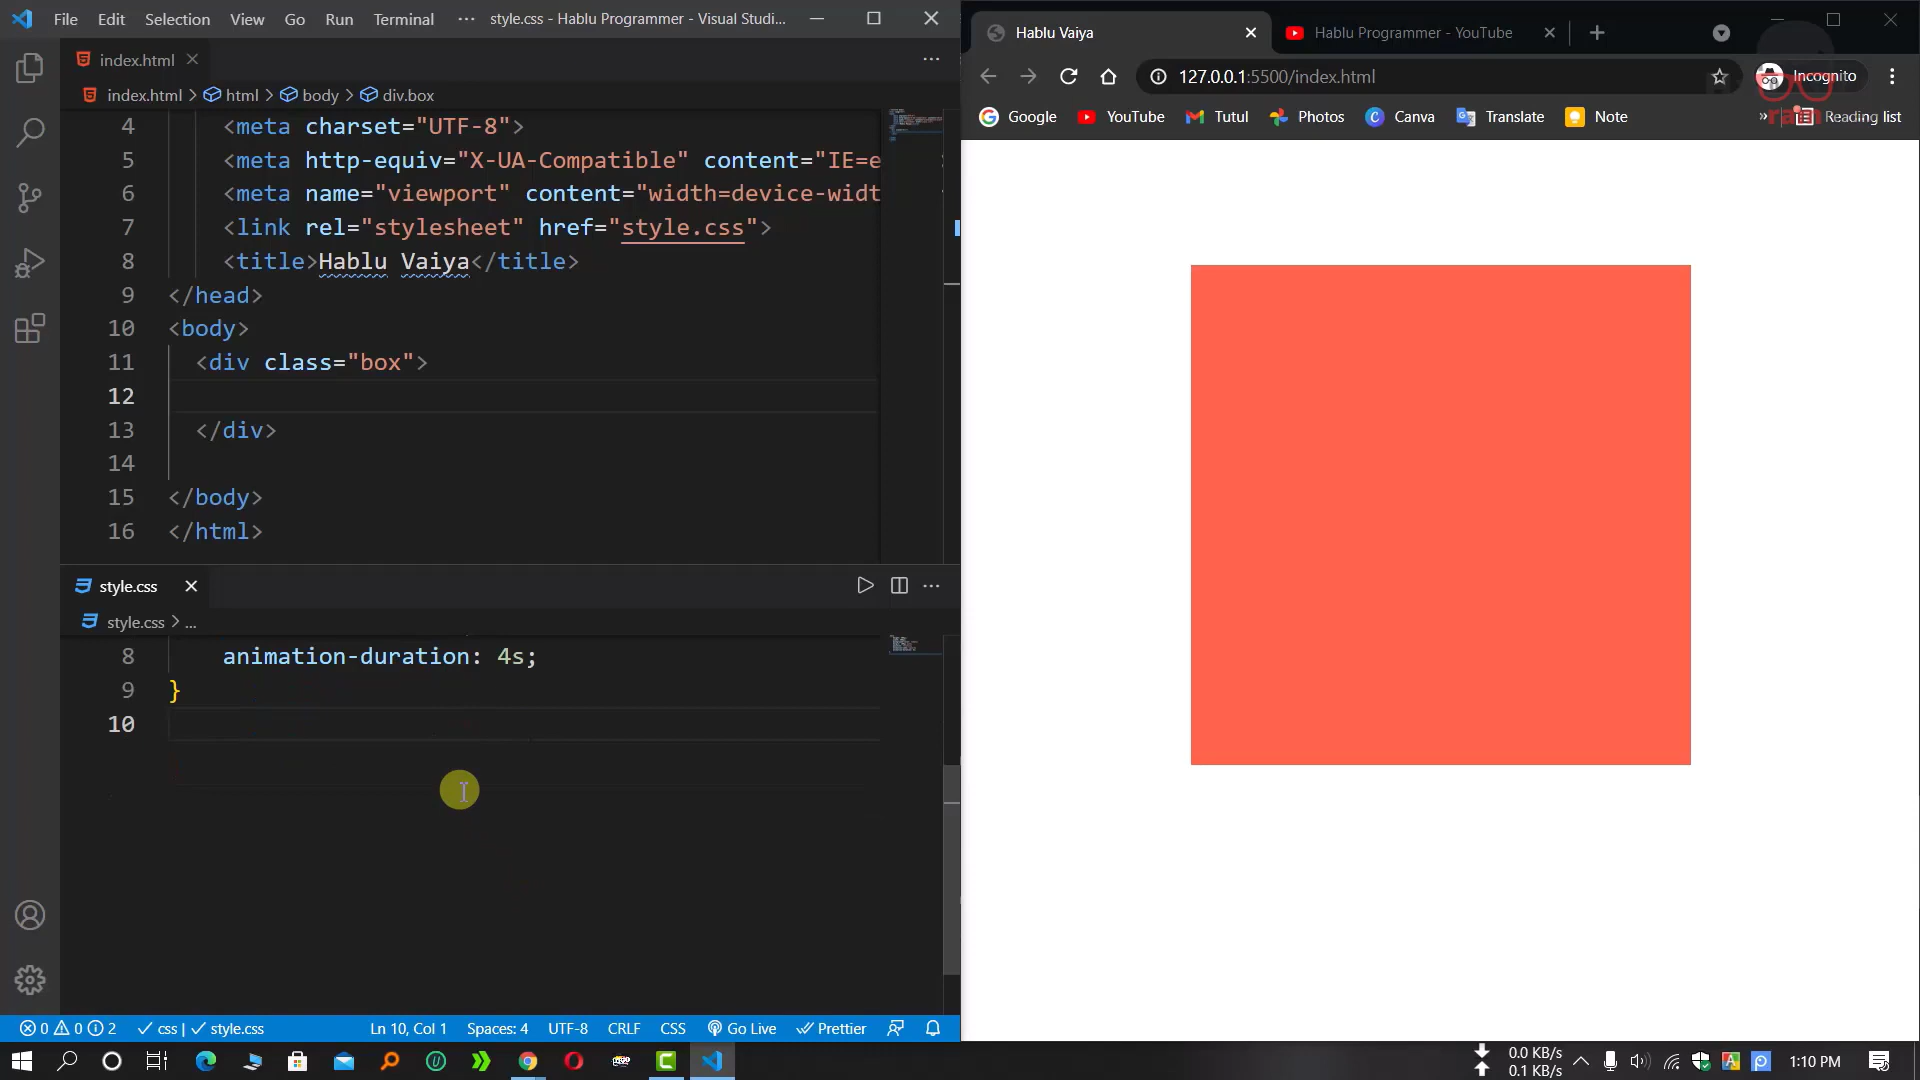 File Edit Selection View Go Run Terminal ··· style.css - Hablu Programmer - Visual Studi...
index.html
index.html > html > body > div.box
4 <meta charset="UTF-8">
5 <meta http-equiv="X-UA-Compatible" content="IE=e
6 <meta name="viewport" content="width=device-widt
7 <link rel="stylesheet" href="style.css">
8 <title>Hablu Vaiya</title>
9 </head>
10 <body>
11 <div class="box">
12
13 </div>
14
15 </body>
16 </html>
style.css
style.css > ...
8 animation-duration: 4s;
9 }
10
0 0 2 css | style.css Ln 10, Col 1 Spaces: 4 UTF-8 CRLF CSS Go Live Prettier
Hablu Vaiya Hablu Programmer - YouTube
127.0.0.1:5500/index.html Incognito
Google YouTube Tutul Photos Canva Translate Note » Reading list
0.0 KB/s
0.1 KB/s
1:10 PM